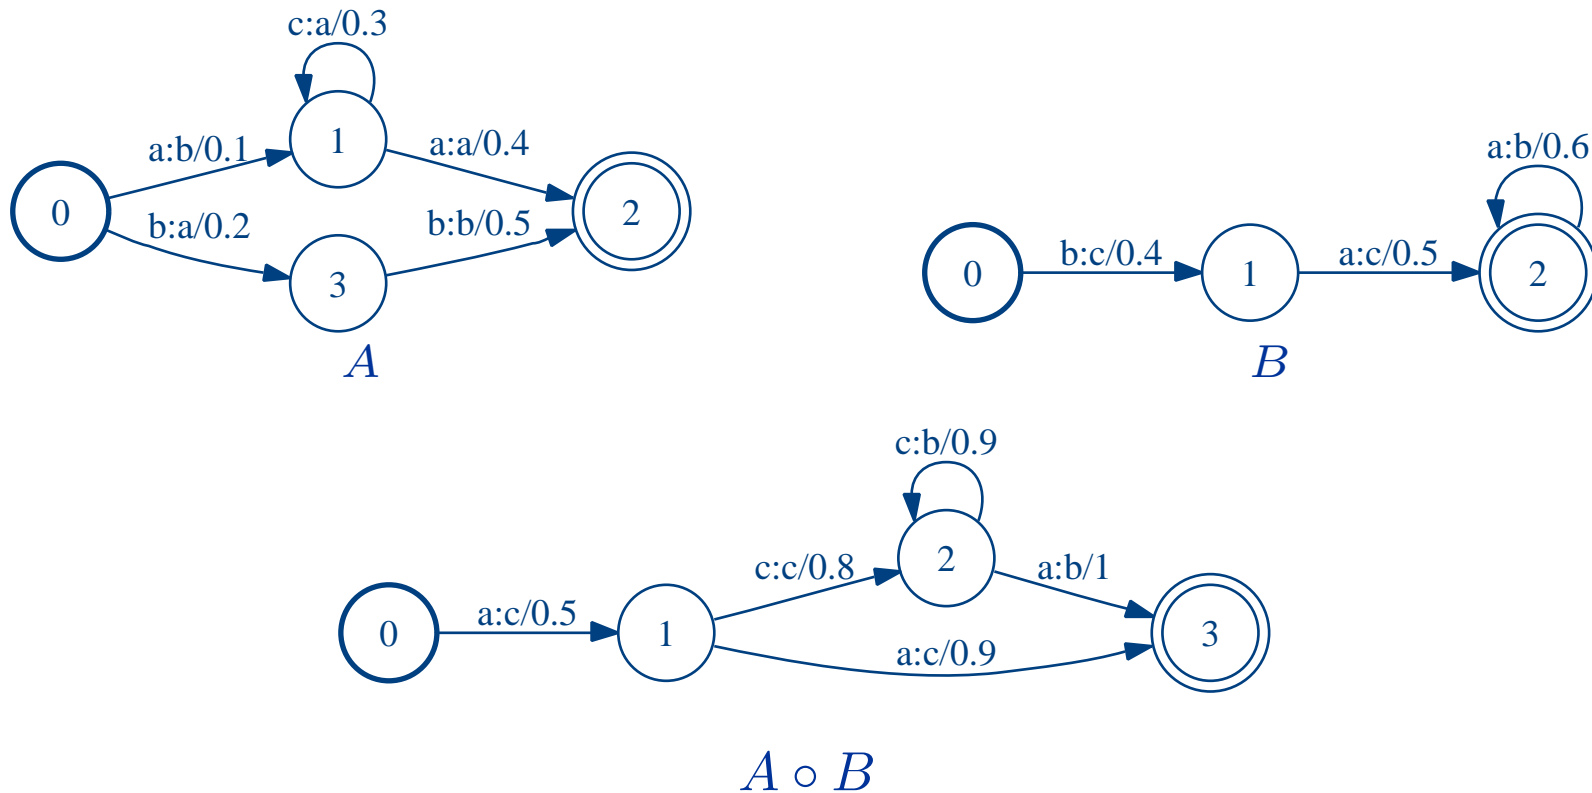 c:a/0.3
a:b/0.1
1
a:a/0.4
0
b:a/0.2
b:b/0.5
2
3
A
a:b/0.6
0
b:c/0.4
1
a:c/0.5
2
B
c:b/0.9
2
c:c/0.8
a:b/1
0
a:c/0.5
1
a:c/0.9
3
A ∘ B